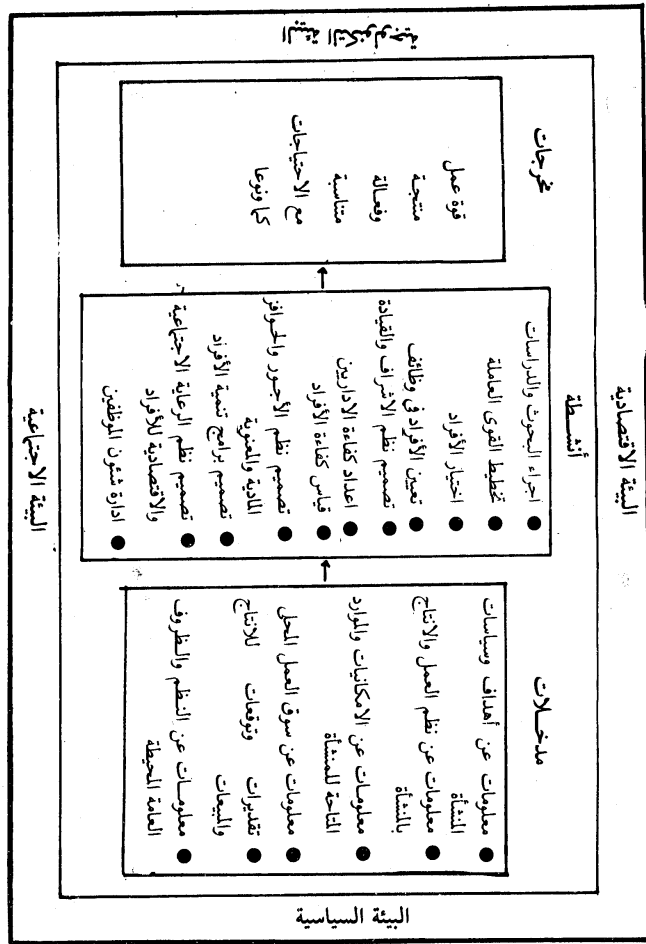 البيئة الاقتصادية
مدخلات
معلومات عن أهداف وسياسات
المنشأة
معلومات عن نظم العمل والانتاج
بالمنشأة
معلومات عن الامكانيات والموارد
المتاحة للمنشأة
معلومات عن سوق العمل المحلى
تقديرات وتوقعات للانتاج
والمبيعات
معلومات عن النظم والظروف
العامة المحيطة
أنشطة
اجراء البحوث والدراسات
تخطيط القوى العاملة
اختيار الأفراد
تعيين الأفراد في وظائف
تصميم نظم الاشراف والقيادة
اعداد كفاءة الاداريين
قياس كفاءة الأفراد
تصميم نظم الأجور والحوافز
المادية والمعنوية
تصميم برامج تنمية الأفراد
تصميم نظم الرعاية الاجتماعية
والاقتصادية للأفراد
ادارة شئون الموظفين
مخرجات
قوة عمل
منتجة
وفعالة
متناسبة
مع الاحتياجات
كما ونوعا
البيئة السياسية
البيئة التكنولوجية
البيئة الاجتماعية